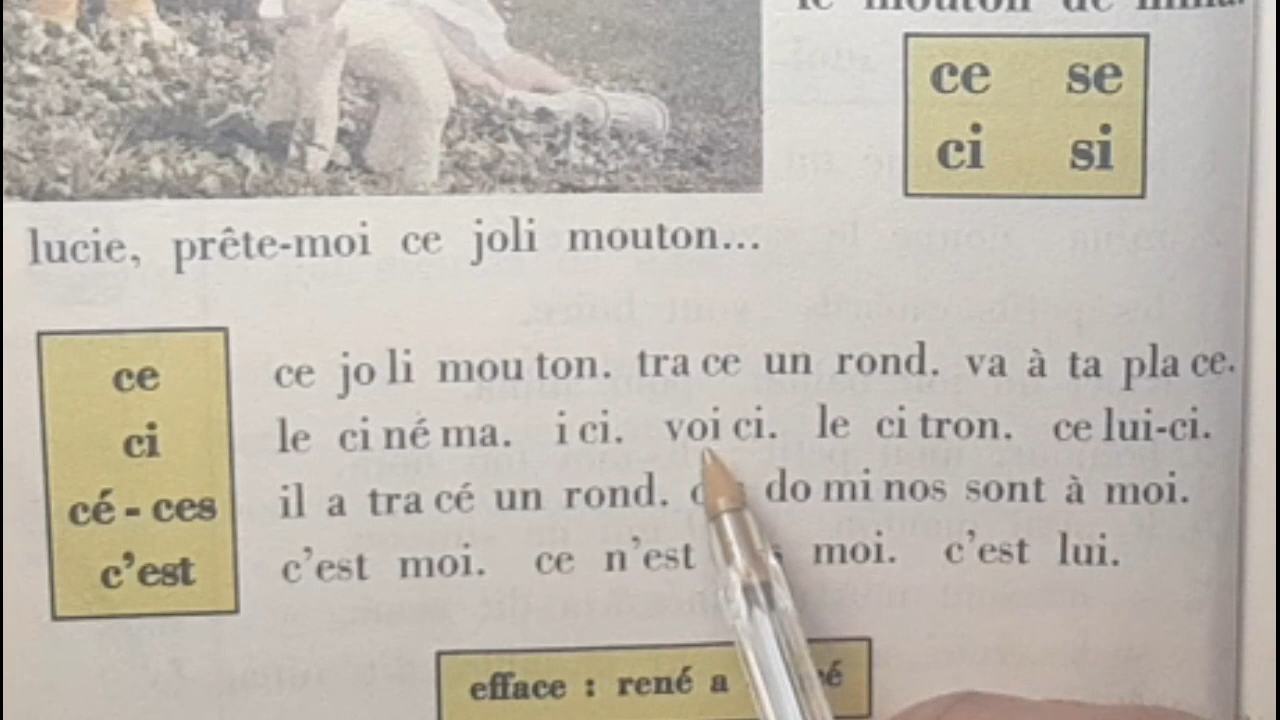 le mouton de
ce se
ci si
lucie, prête-moi ce joli mouton...
ce
ci
cé - ces
c'est
ce jo li mou ton. tra ce un rond. va à ta pla ce.
le ci né ma. i ci. voi ci. le ci tron. ce lui-ci.
il a tra cé un rond. do mi nos sont à moi.
c'est moi. ce n'est moi. c'est lui.
efface : rené a